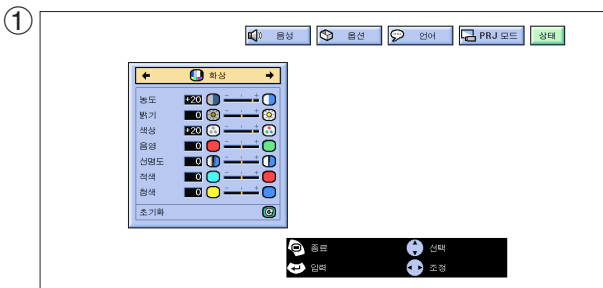 ①
음성 옵션 언어 PRJ 모드 상태
화상
농도 +20
밝기 0
색상 +20
음영 0
선명도 0
적색 0
청색 0
초기화
종료 선택
입력 조정